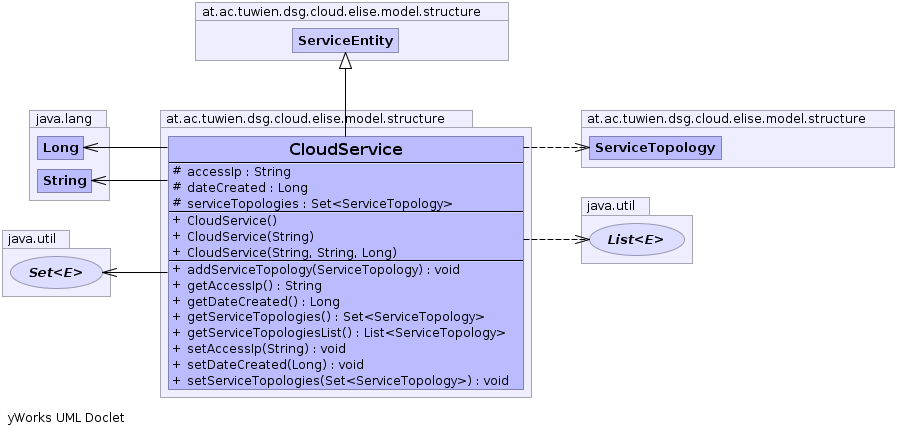 at.ac.tuwien.dsg.cloud.elise.model.structure
ServiceEntity
java.lang
Long
String
java.util
Set<E>
at.ac.tuwien.dsg.cloud.elise.model.structure
CloudService
# accessIp : String
# dateCreated : Long
# serviceTopologies : Set<ServiceTopology>
+ CloudService()
+ CloudService(String)
+ CloudService(String, String, Long)
+ addServiceTopology(ServiceTopology) : void
+ getAccessIp() : String
+ getDateCreated() : Long
+ getServiceTopologies() : Set<ServiceTopology>
+ getServiceTopologiesList() : List<ServiceTopology>
+ setAccessIp(String) : void
+ setDateCreated(Long) : void
+ setServiceTopologies(Set<ServiceTopology>) : void
at.ac.tuwien.dsg.cloud.elise.model.structure
ServiceTopology
java.util
List<E>
yWorks UML Doclet